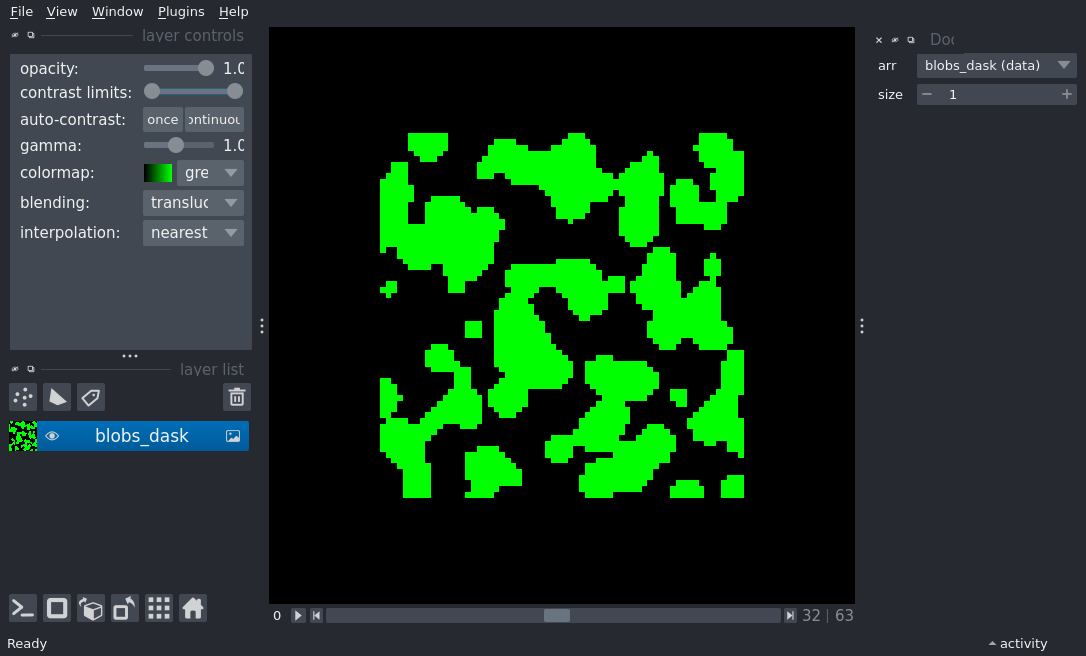 File View Window Plugins Help
layer controls
opacity: 1.0
contrast limits:
auto-contrast: once ontinuou
gamma: 1.0
colormap: gre
blending: transluc
interpolation: nearest
layer list
blobs_dask
Doc
arr blobs_dask (data)
size 1
0 32 | 63
Ready
activity